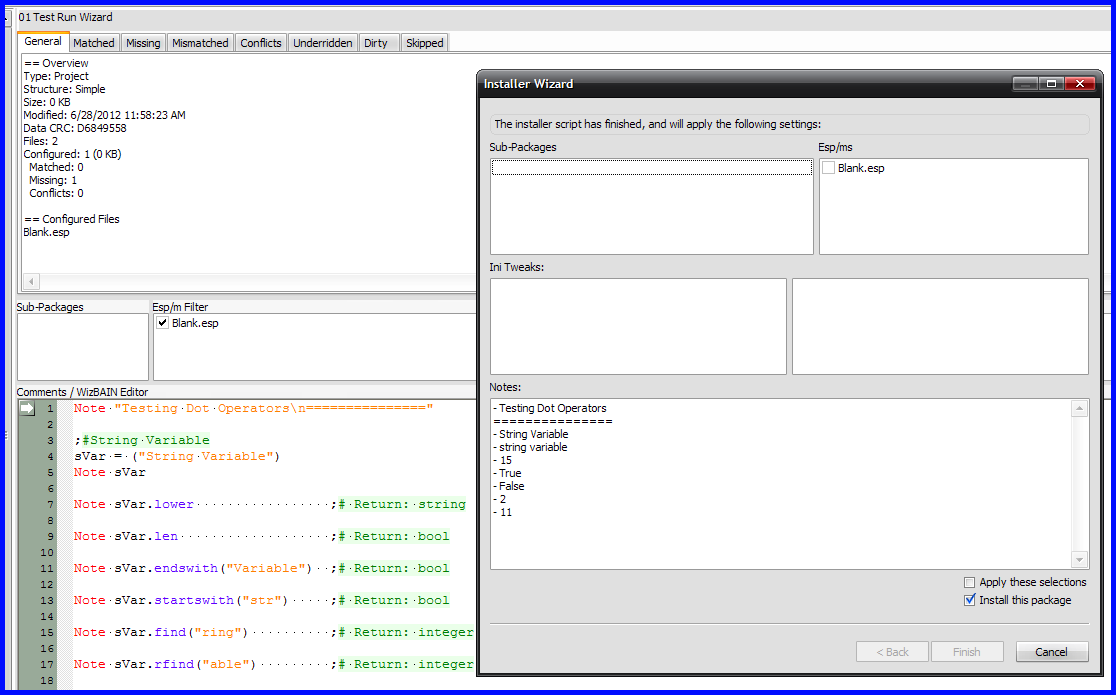 01 Test Run Wizard
General Matched Missing Mismatched Conflicts Underridden Dirty Skipped
== Overview
Type: Project
Structure: Simple
Size: 0 KB
Modified: 6/28/2012 11:58:23 AM
Data CRC: D6849558
Files: 2
Configured: 1 (0 KB)
Matched: 0
Missing: 1
Conflicts: 0
== Configured Files
Blank.esp
Sub-Packages
Esp/m Filter
Blank.esp
Comments / WizBAIN Editor
1 Note·"Testing·Dot·Operators\n==============="
2
3 ;#String·Variable
4 sVar·=·("String·Variable")
5 Note·sVar
6
7 Note·sVar.lower·················;#·Return:·string
8
9 Note·sVar.len···················;#·Return:·bool
10
11 Note·sVar.endswith("Variable")··;#·Return:·bool
12
13 Note·sVar.startswith("str")·····;#·Return:·bool
14
15 Note·sVar.find("ring")··········;#·Return:·integer
16
17 Note·sVar.rfind("able")·········;#·Return:·integer
18
Installer Wizard
The installer script has finished, and will apply the following settings:
Sub-Packages
Esp/ms
Blank.esp
Ini Tweaks:
Notes:
- Testing Dot Operators
===============
- String Variable
- string variable
- 15
- True
- False
- 2
- 11
Apply these selections
Install this package
< Back Finish Cancel